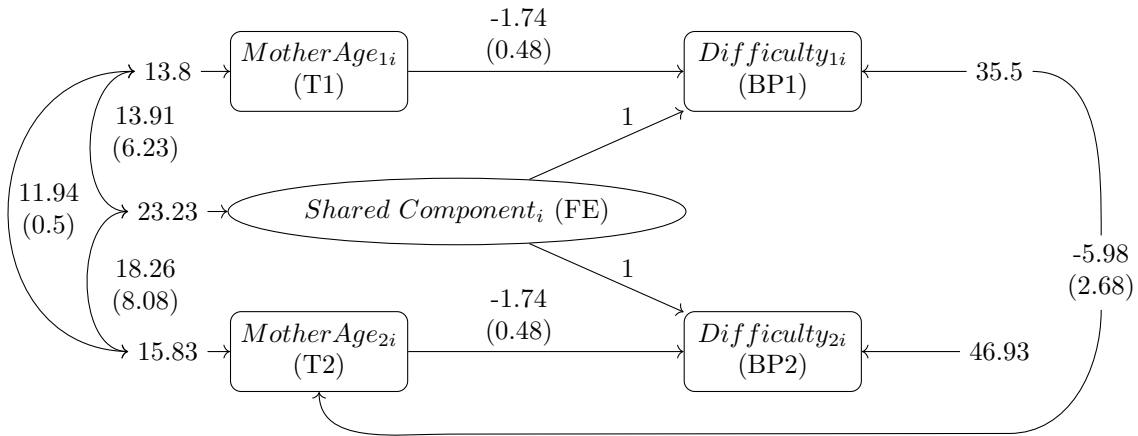 -1.74
(0.48)
13.8
MotherAge1i
(T1)
Difficulty1i
(BP1)
35.5
13.91
(6.23)
1
11.94
(0.5)
23.23
Shared Componenti (FE)
18.26
(8.08)
1
-5.98
(2.68)
-1.74
(0.48)
15.83
MotherAge2i
(T2)
Difficulty2i
(BP2)
46.93